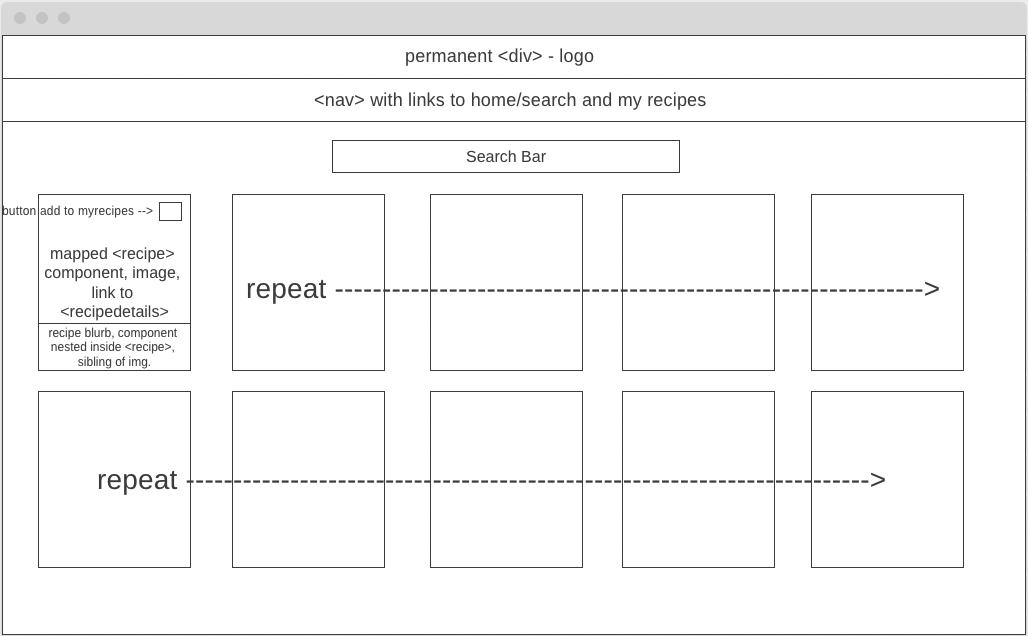 permanent <div> - logo
<nav> with links to home/search and my recipes
Search Bar
button add to myrecipes -->
mapped <recipe>
component, image,
link to
<recipedetails>
recipe blurb, component
nested inside <recipe>,
sibling of img.
repeat ------------------------------------------------------------------>
repeat ---------------------------------------------------------------------------->